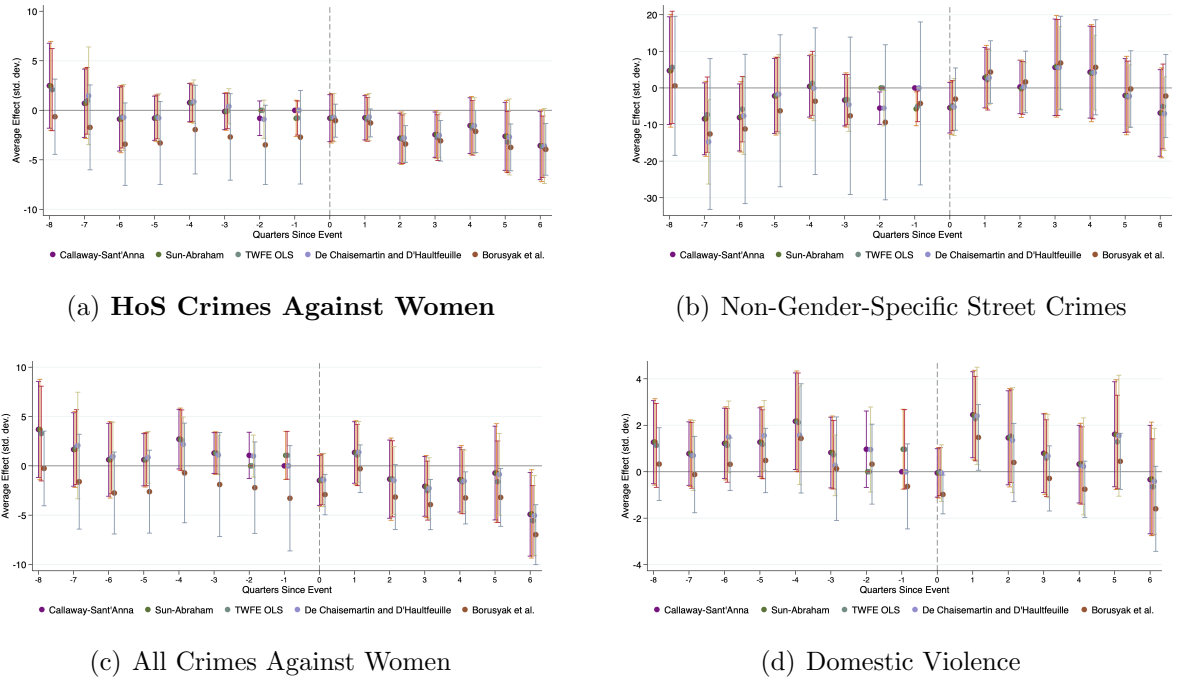 10
5
0
-5
-10
Average Effect (std. dev.)
-8 -7 -6 -5 -4 -3 -2 -1 0 1 2 3 4 5 6
Quarters Since Event
Callaway-Sant'Anna Sun-Abraham TWFE OLS De Chaisemartin and D'Haultfeuille Borusyak et al.
(a) HoS Crimes Against Women
20
10
0
-10
-20
-30
Average Effect (std. dev.)
-8 -7 -6 -5 -4 -3 -2 -1 0 1 2 3 4 5 6
Quarters Since Event
Callaway-Sant'Anna Sun-Abraham TWFE OLS De Chaisemartin and D'Haultfeuille Borusyak et al.
(b) Non-Gender-Specific Street Crimes
10
5
0
-5
-10
Average Effect (std. dev.)
-8 -7 -6 -5 -4 -3 -2 -1 0 1 2 3 4 5 6
Quarters Since Event
Callaway-Sant'Anna Sun-Abraham TWFE OLS De Chaisemartin and D'Haultfeuille Borusyak et al.
(c) All Crimes Against Women
4
2
0
-2
-4
Average Effect (std. dev.)
-8 -7 -6 -5 -4 -3 -2 -1 0 1 2 3 4 5 6
Quarters Since Event
Callaway-Sant'Anna Sun-Abraham TWFE OLS De Chaisemartin and D'Haultfeuille Borusyak et al.
(d) Domestic Violence